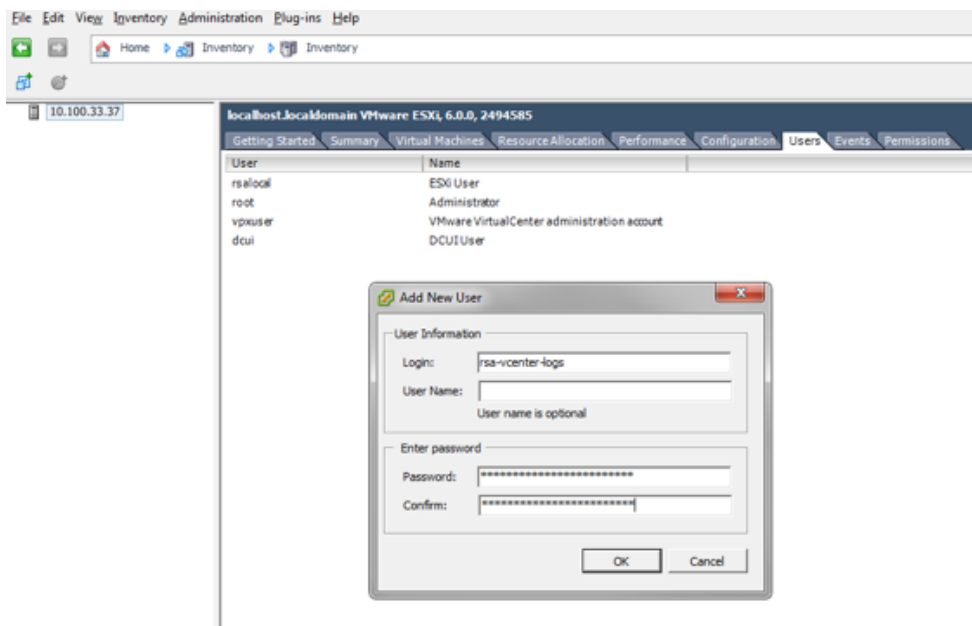 File Edit View Inventory Administration Plug-ins Help
Home Inventory Inventory
10.100.33.37
localhost.localdomain VMware ESXi, 6.0.0, 2494585
Getting Started Summary Virtual Machines Resource Allocation Performance Configuration Users Events Permissions
User Name
rsalocal ESXi User
root Administrator
vpxuser VMware VirtualCenter administration account
dcui DCUI User
Add New User
User Information
Login: rsa-vcenter-logs
User Name:
User name is optional
Enter password
Password: ************************
Confirm: ************************
OK Cancel